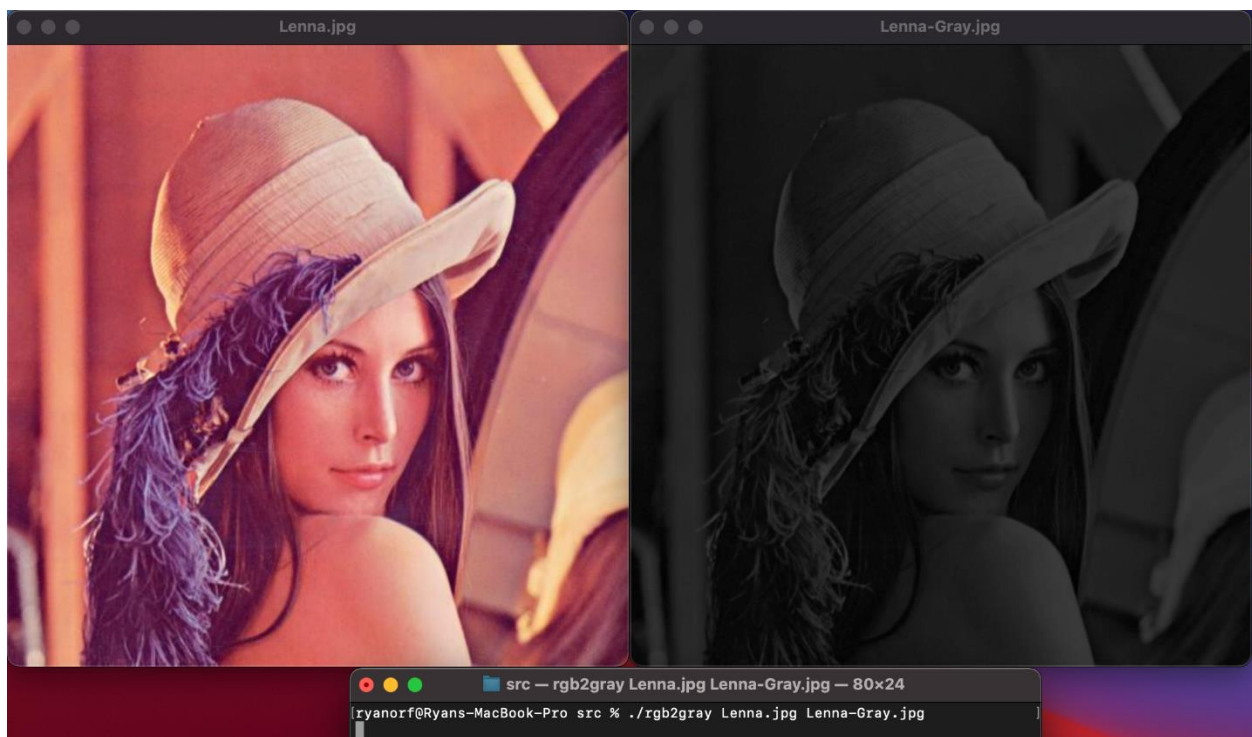 Lenna.jpg
Lenna-Gray.jpg
src — rgb2gray Lenna.jpg Lenna-Gray.jpg — 80×24
[ryanorf@Ryans-MacBook-Pro src % ./rgb2gray Lenna.jpg Lenna-Gray.jpg ]